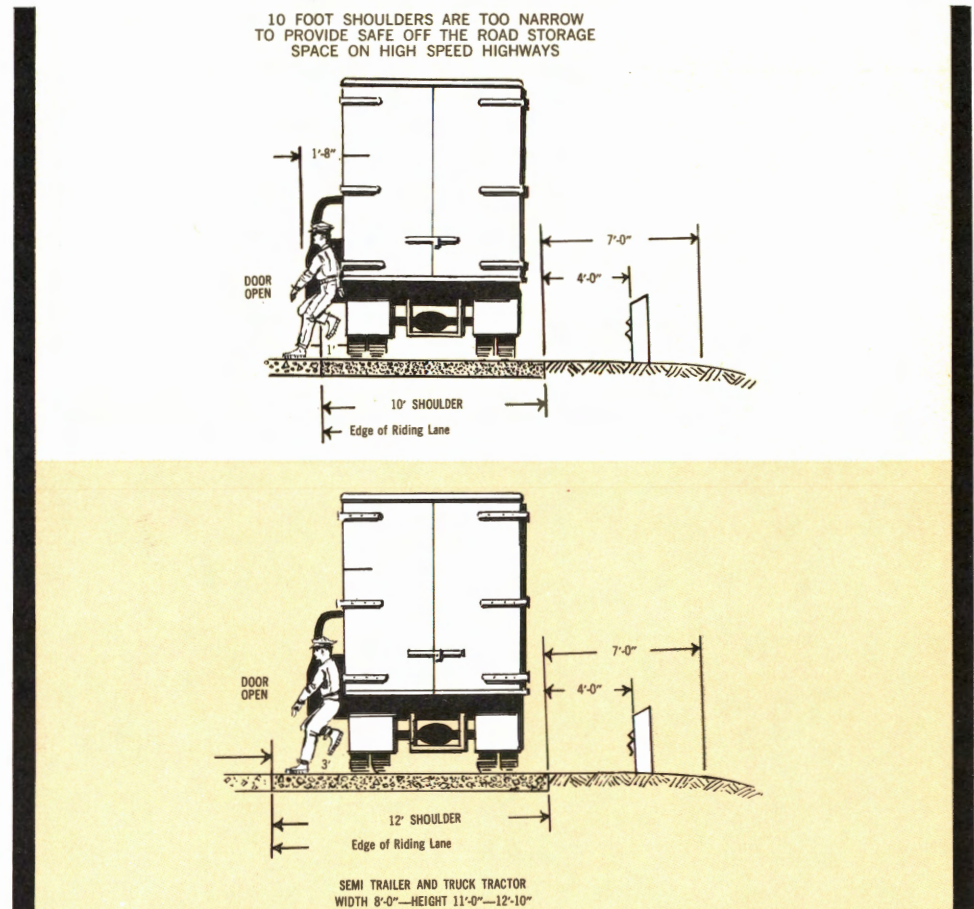 10 FOOT SHOULDERS ARE TOO NARROW
TO PROVIDE SAFE OFF THE ROAD STORAGE
SPACE ON HIGH SPEED HIGHWAYS
1'-8"
7'-0"
4'-0"
DOOR
OPEN
1'
10' SHOULDER
Edge of Riding Lane
7'-0"
4'-0"
DOOR
OPEN
3'
12' SHOULDER
Edge of Riding Lane
SEMI TRAILER AND TRUCK TRACTOR
WIDTH 8'-0"—HEIGHT 11'-0"—12'-10"